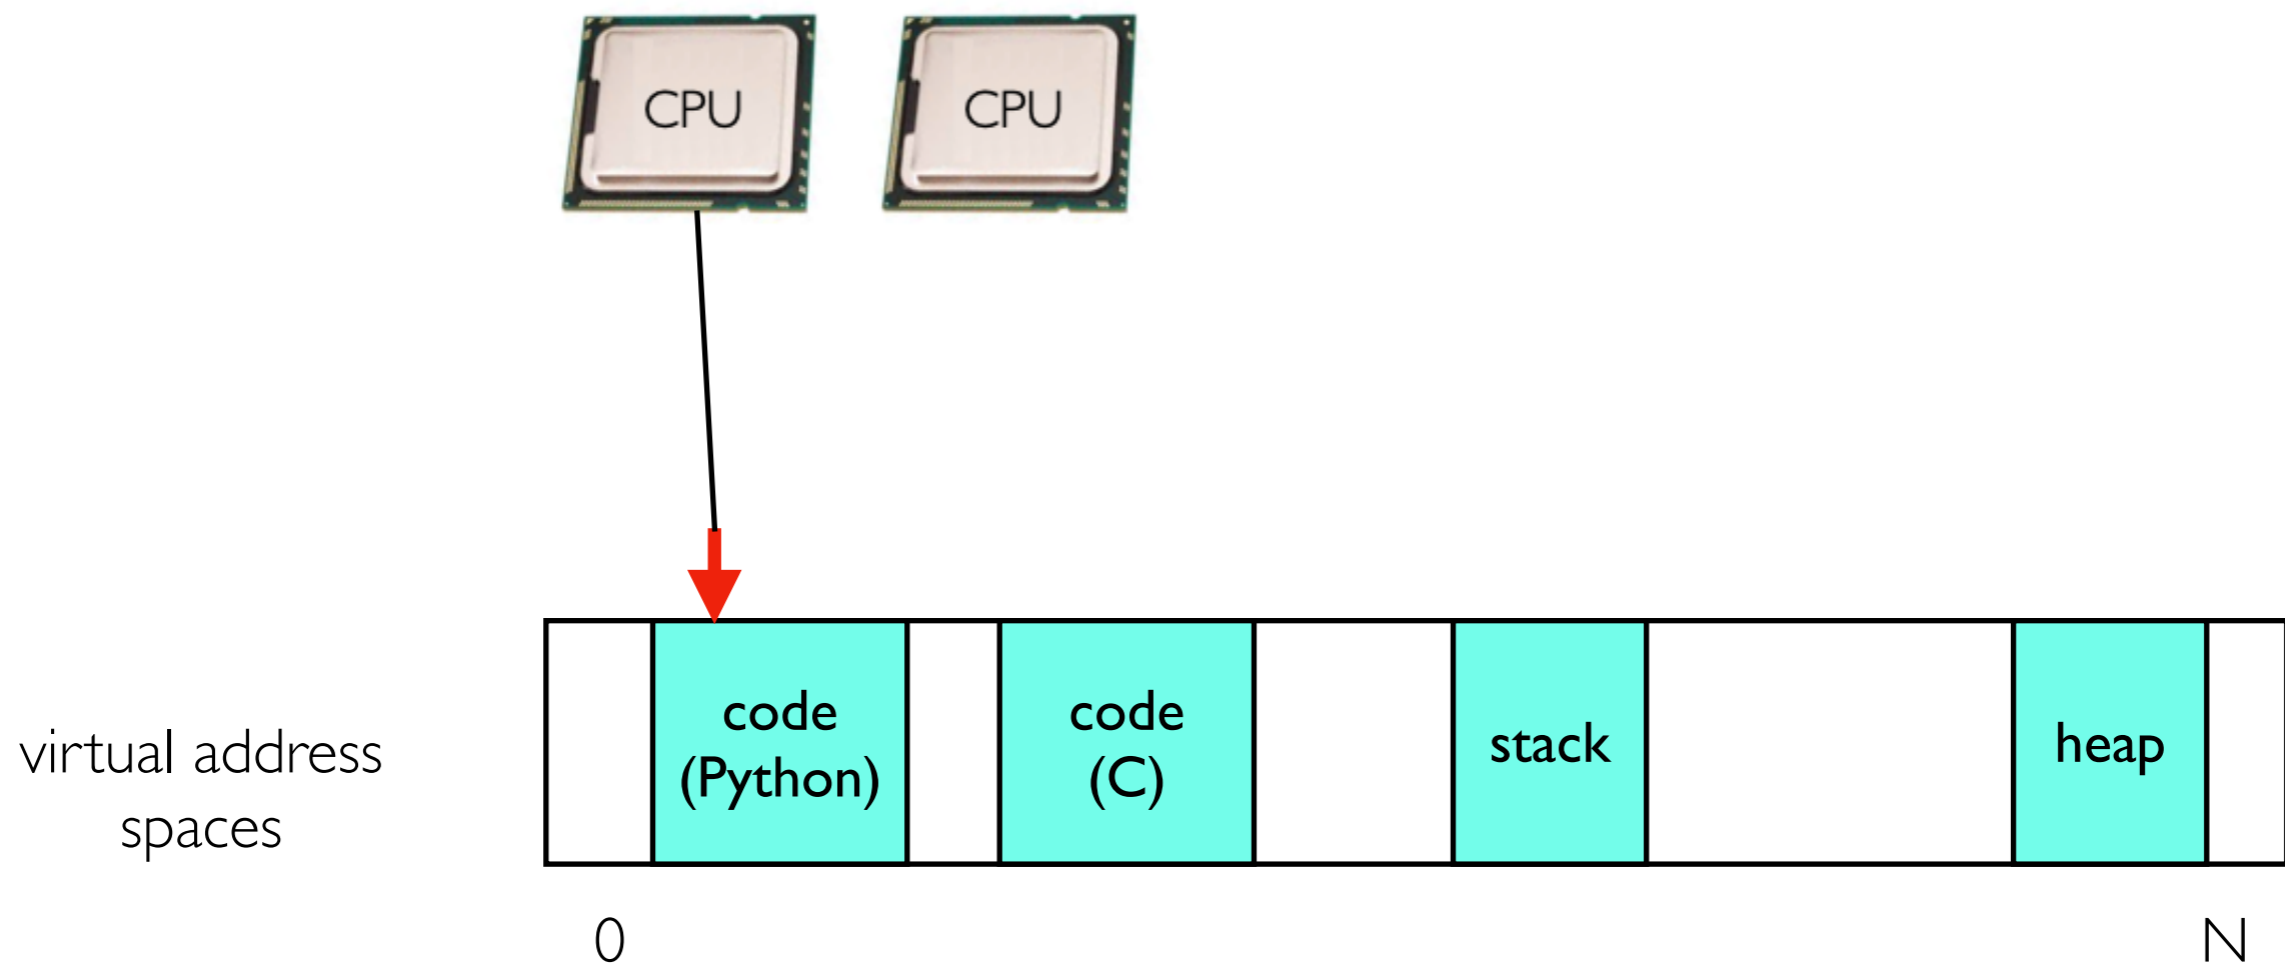 CPU
CPU
code
(Python)
code
(C)
stack
heap
virtual address
spaces
0
N